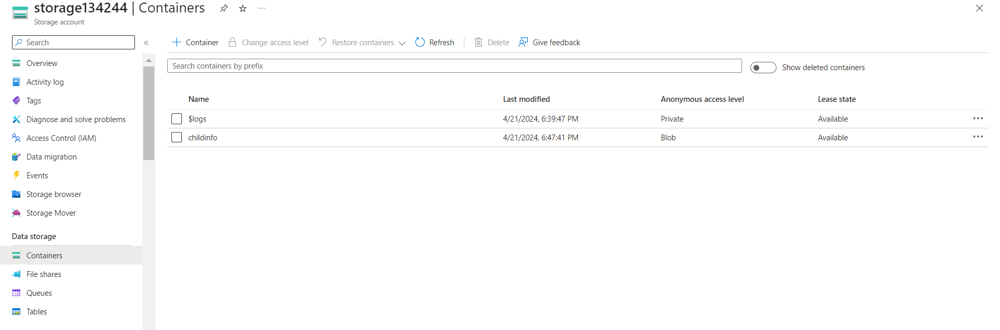 storage134244 | Containers
Storage account
Search
Container Change access level Restore containers Refresh Delete Give feedback
Search containers by prefix
Show deleted containers
Overview
Activity log
Tags
Diagnose and solve problems
Access Control (IAM)
Data migration
Events
Storage browser
Storage Mover
Data storage
Containers
File shares
Queues
Tables
Name Last modified Anonymous access level Lease state
$logs 4/21/2024, 6:39:47 PM Private Available
childinfo 4/21/2024, 6:47:41 PM Blob Available